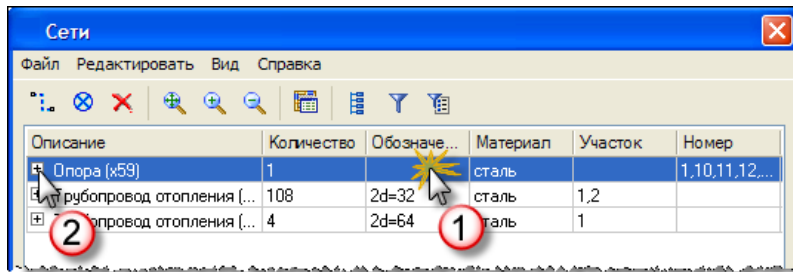 Сети
Файл Редактировать Вид Справка
Описание Количество Обозначе... Материал Участок Номер
Опора (x59) 1 сталь 1,10,11,12,...
Трубопровод отопления (... 108 2d=32 сталь 1,2
отопления (... 4 2d=64 сталь 1
2 1